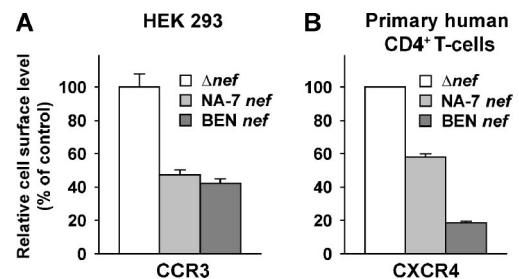 A
HEK 293
Relative cell surface level
(% of control)
100
80
60
40
20
0
Δnef
NA-7 nef
BEN nef
CCR3
B
Primary human
CD4+ T-cells
100
80
60
40
20
0
Δnef
NA-7 nef
BEN nef
CXCR4